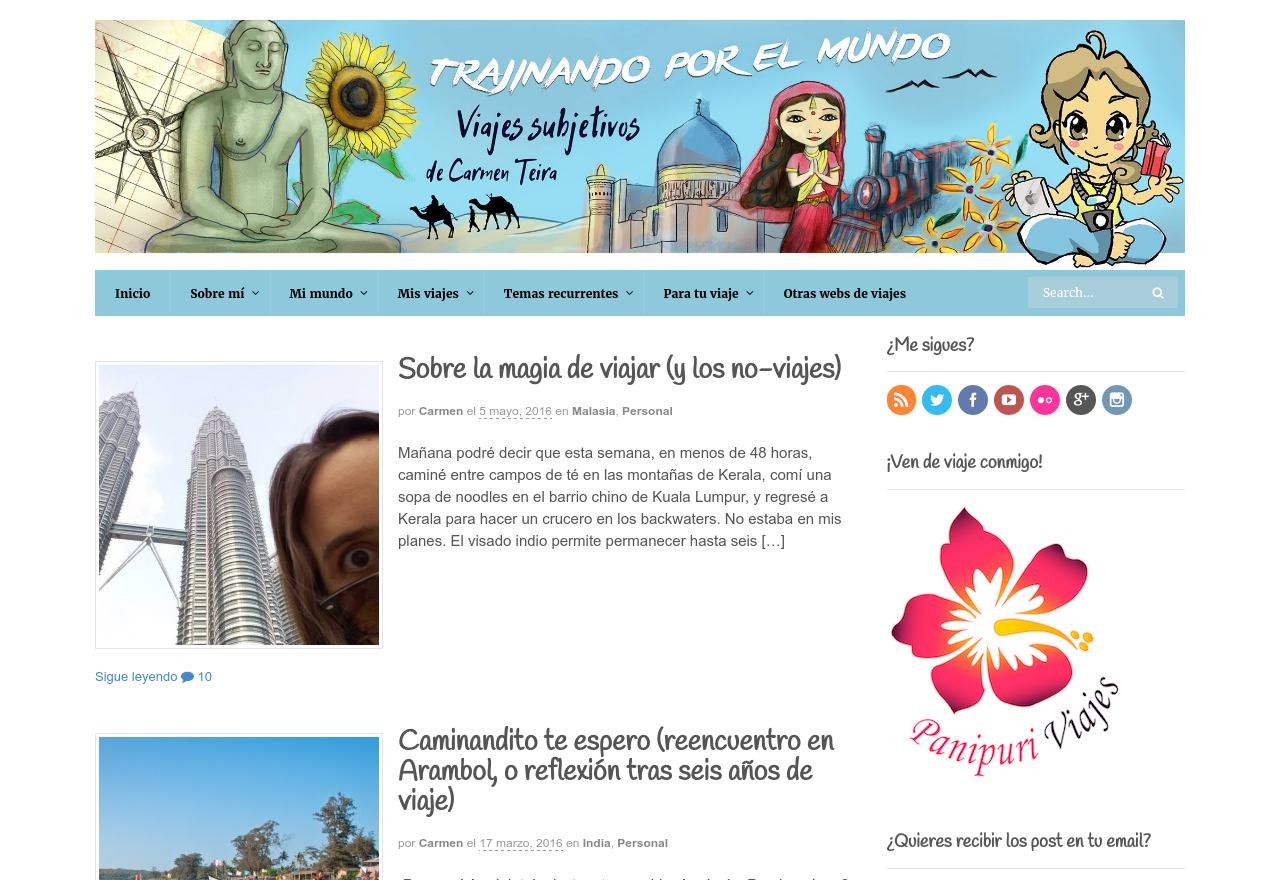 TRAJINANDO POR EL MUNDO
Viajes subjetivos
de Carmen Teira
Inicio
Sobre mí
Mi mundo
Mis viajes
Temas recurrentes
Para tu viaje
Otras webs de viajes
Search...
Sobre la magia de viajar (y los no-viajes)
por Carmen el 5 mayo, 2016 en Malasia, Personal
Mañana podré decir que esta semana, en menos de 48 horas,
caminé entre campos de té en las montañas de Kerala, comí una
sopa de noodles en el barrio chino de Kuala Lumpur, y regresé a
Kerala para hacer un crucero en los backwaters. No estaba en mis
planes. El visado indio permite permanecer hasta seis […]
Sigue leyendo 10
Caminandito te espero (reencuentro en
Arambol, o reflexión tras seis años de
viaje)
por Carmen el 17 marzo, 2016 en India, Personal
¿Me sigues?
¡Ven de viaje conmigo!
Panipuri Viajes
¿Quieres recibir los post en tu email?